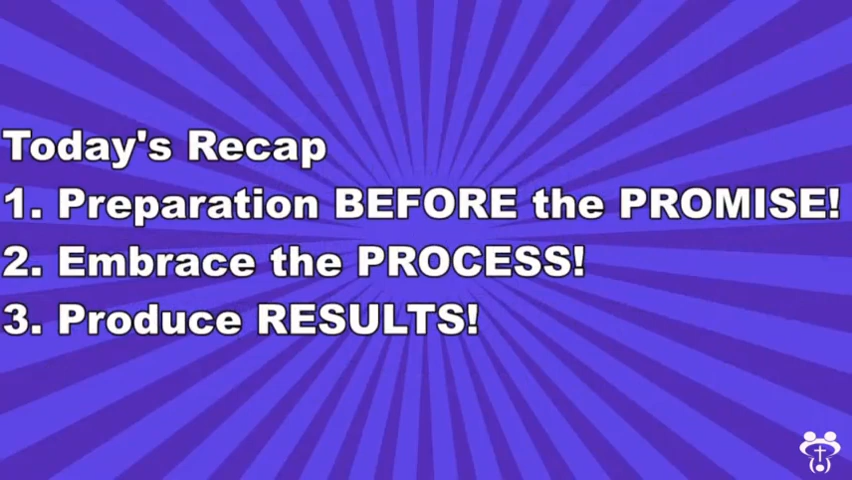 Today's Recap
1. Preparation BEFORE the PROMISE!
2. Embrace the PROCESS!
3. Produce RESULTS!